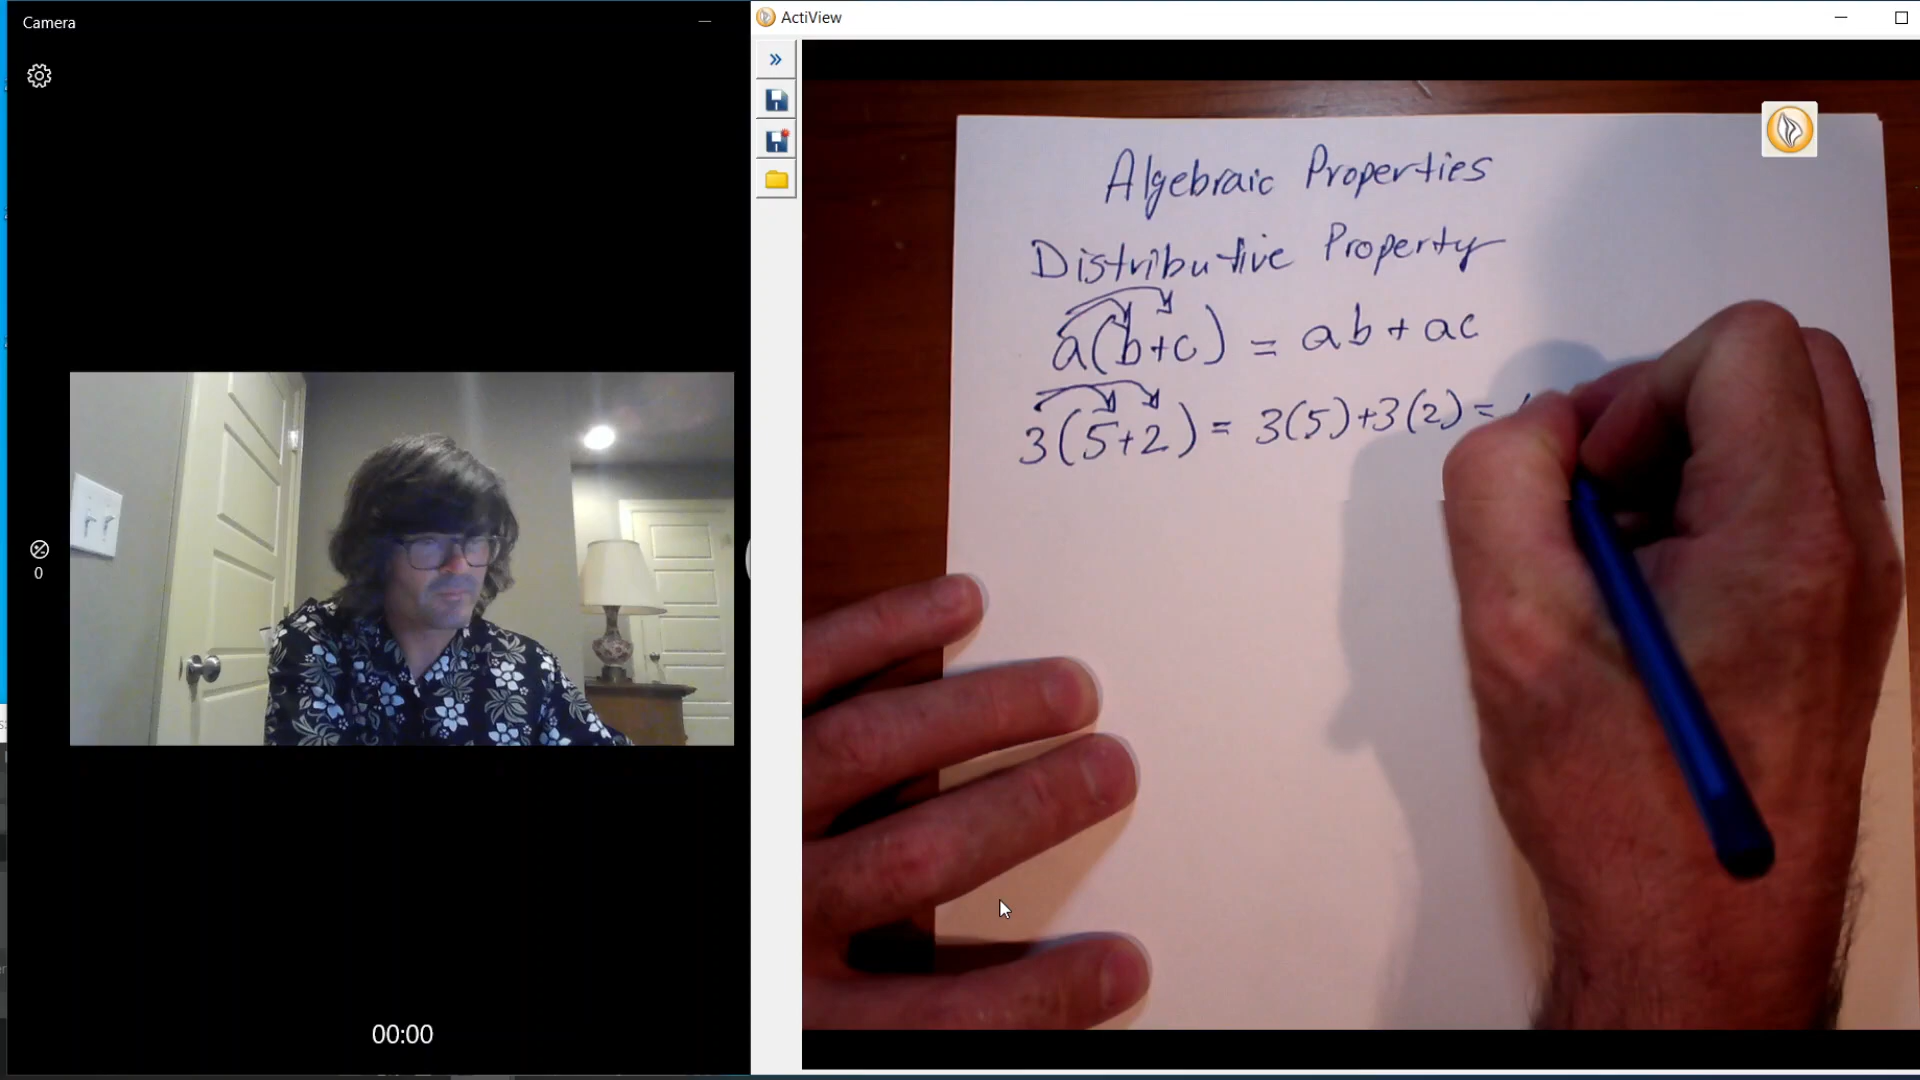 Camera
ActiView
0
00:00
Algebraic Properties
Distributive Property
a(b+c) = ab + ac
3(5+2) = 3(5)+3(2) =